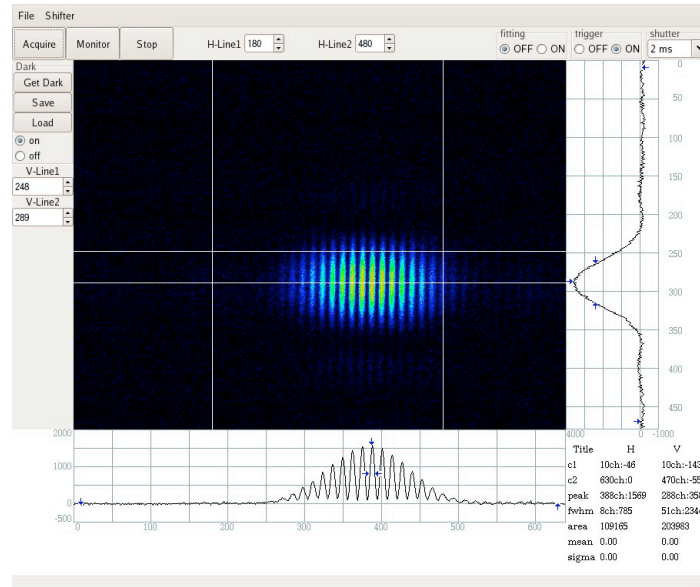 File Shifter
Acquire Monitor Stop H-Line1 180 H-Line2 480
fitting OFF ON
trigger OFF ON
shutter 2 ms
Dark
Get Dark
Save
Load
on
off
V-Line1
248
V-Line2
289
0
50
100
150
200
250
300
350
400
450
4000 0 -1000
2000
1000
0
-500
0 100 200 300 400 500 600
Title H V
c1 10ch:-46 10ch:-143
c2 630ch:0
peak 388ch:1569
fwhm 8ch:785
area 109165 203983
mean 0.00 0.00
sigma 0.00 0.00